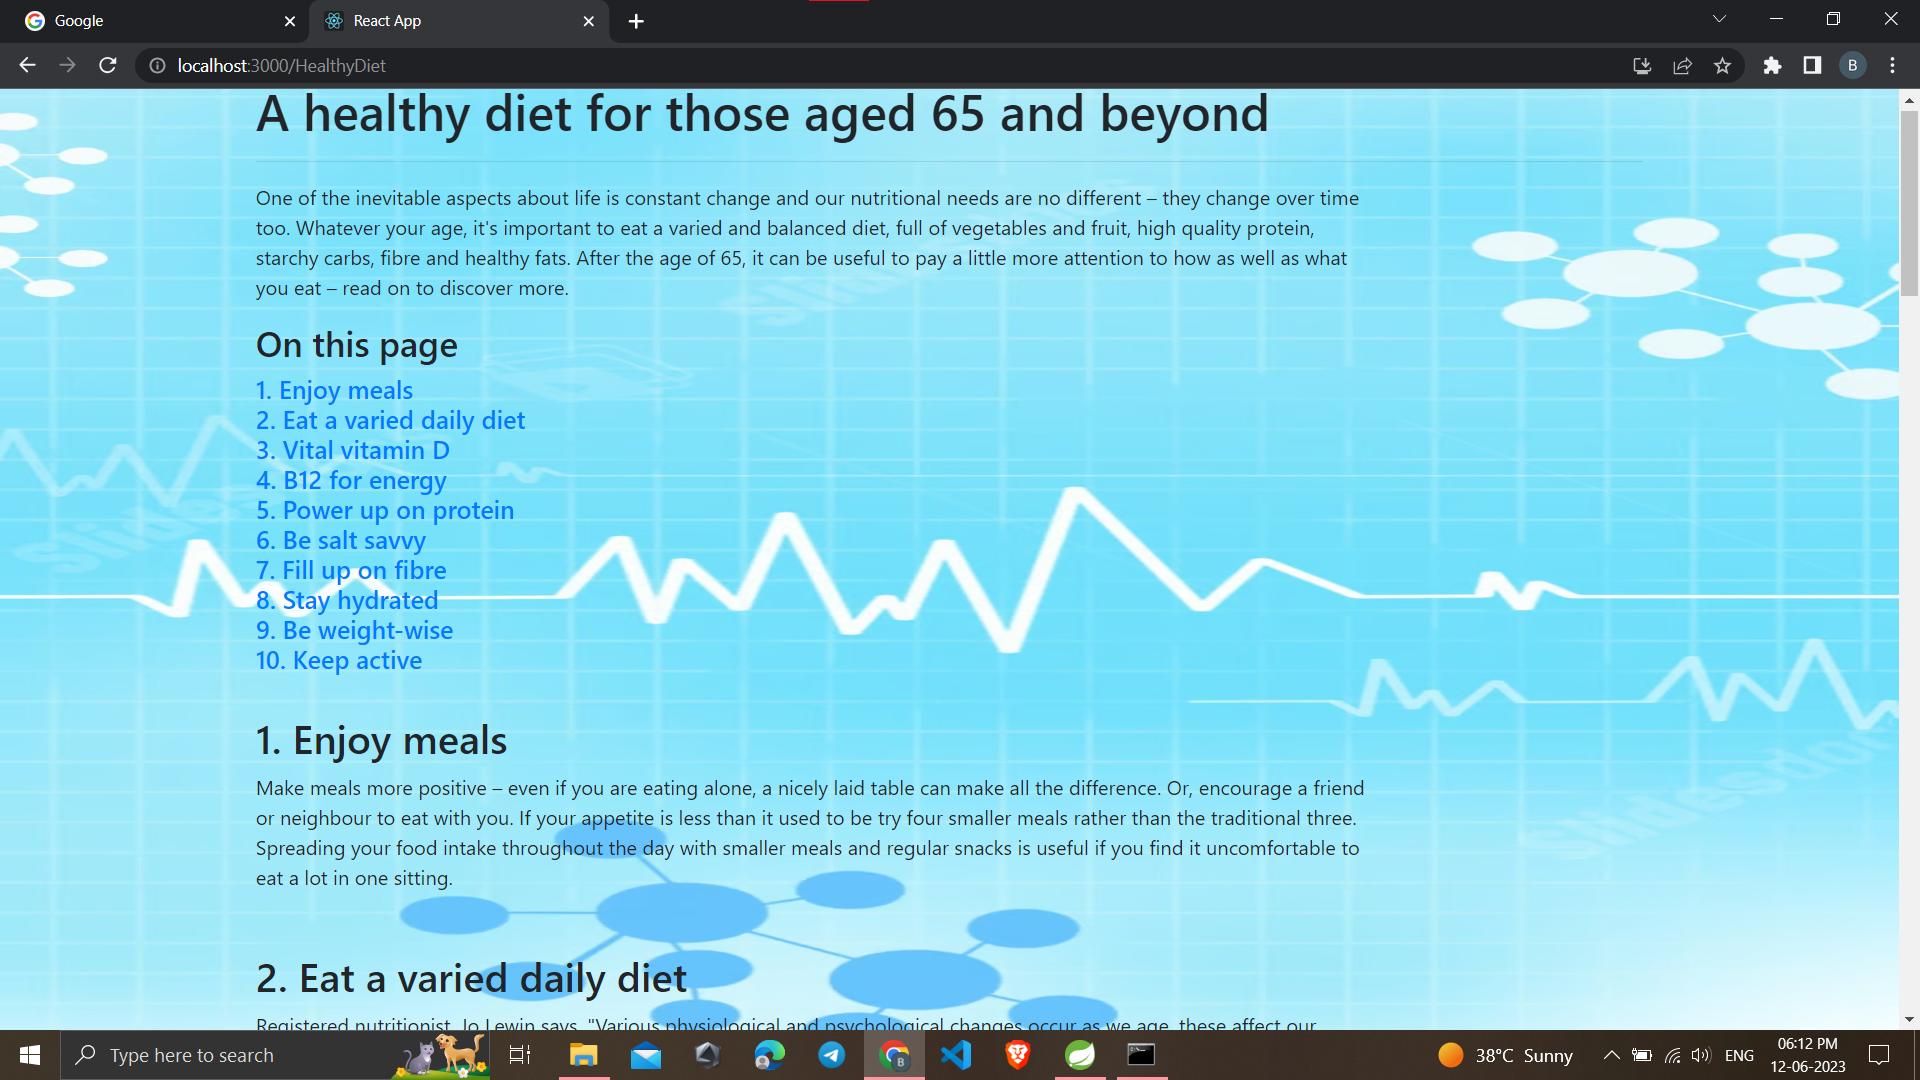 Google
React App
localhost:3000/HealthyDiet
B
A healthy diet for those aged 65 and beyond
One of the inevitable aspects about life is constant change and our nutritional needs are no different – they change over time
too. Whatever your age, it's important to eat a varied and balanced diet, full of vegetables and fruit, high quality protein,
starchy carbs, fibre and healthy fats. After the age of 65, it can be useful to pay a little more attention to how as well as what
you eat – read on to discover more.
On this page
1. Enjoy meals
2. Eat a varied daily diet
3. Vital vitamin D
4. B12 for energy
5. Power up on protein
6. Be salt savvy
7. Fill up on fibre
8. Stay hydrated
9. Be weight-wise
10. Keep active
1. Enjoy meals
Make meals more positive – even if you are eating alone, a nicely laid table can make all the difference. Or, encourage a friend
or neighbour to eat with you. If your appetite is less than it used to be try four smaller meals rather than the traditional three.
Spreading your food intake throughout the day with smaller meals and regular snacks is useful if you find it uncomfortable to
eat a lot in one sitting.
2. Eat a varied daily diet
Registered nutritionist, Jo Lewin says, "Various physiological and psychological changes occur as we age, these affect our
Type here to search
38°C Sunny
ENG
06:12 PM
12-06-2023